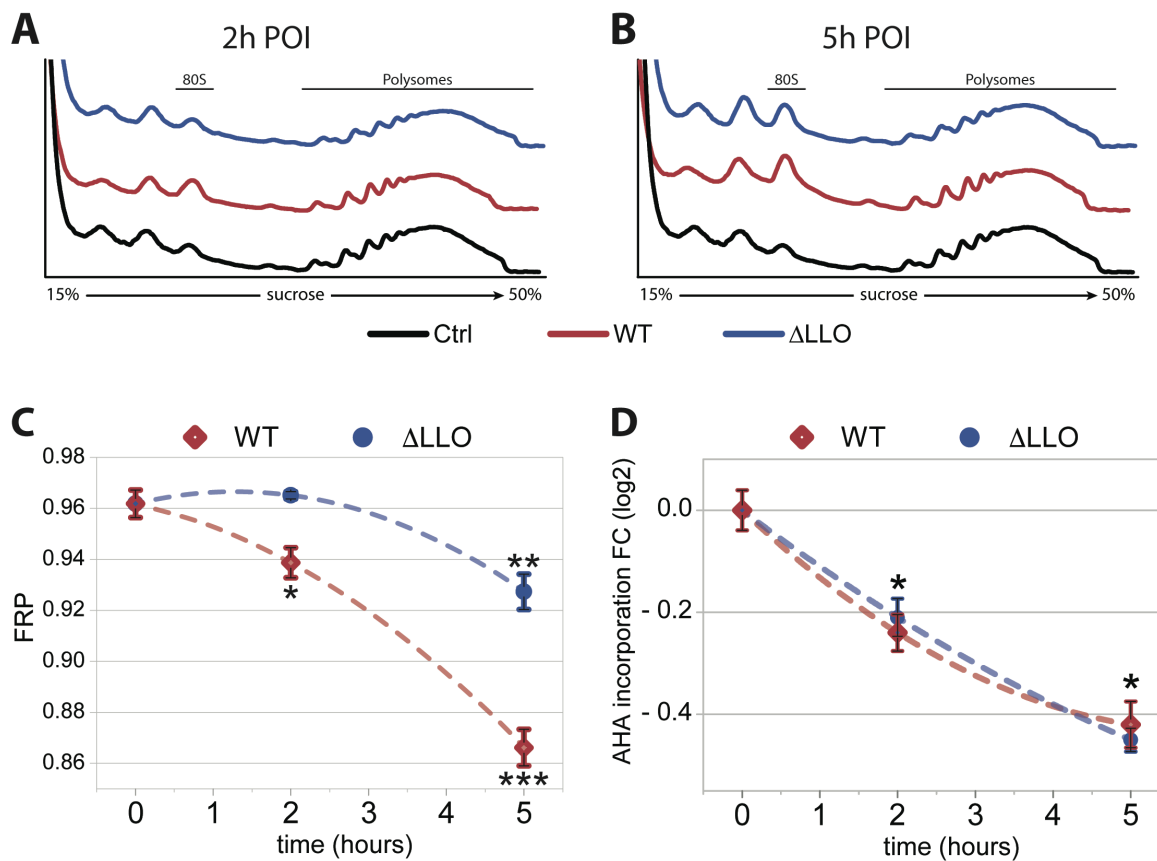 A
2h POI
B
5h POI
80S
Polysomes
80S
Polysomes
15%
sucrose
50%
15%
sucrose
50%
Ctrl
WT
ΔLLO
C
WT
ΔLLO
D
WT
ΔLLO
FRP
0.98
0.96
0.94
0.92
0.90
0.88
0.86
*
**
***
0
1
2
3
4
5
time (hours)
AHA incorporation FC (log2)
0.0
- 0.2
- 0.4
*
*
0
1
2
3
4
5
time (hours)